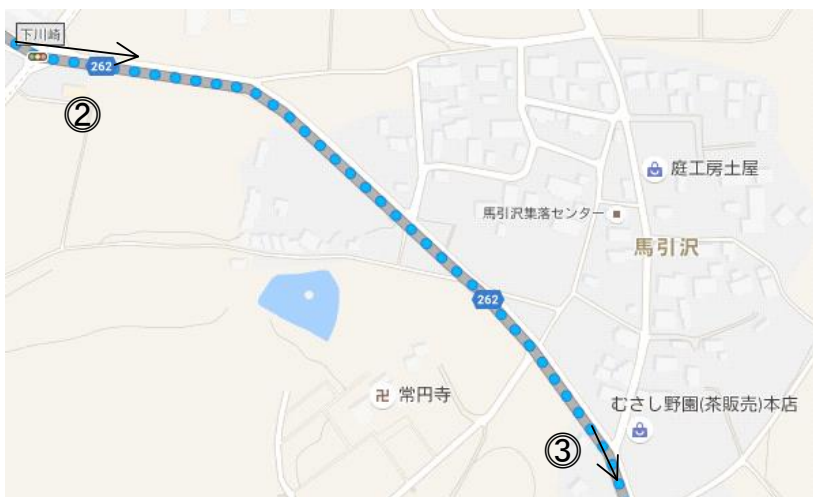 下川崎
262
②
庭工房土屋
馬引沢集落センター
馬引沢
262
卍 常円寺
むさし野園(茶販売)本店
③